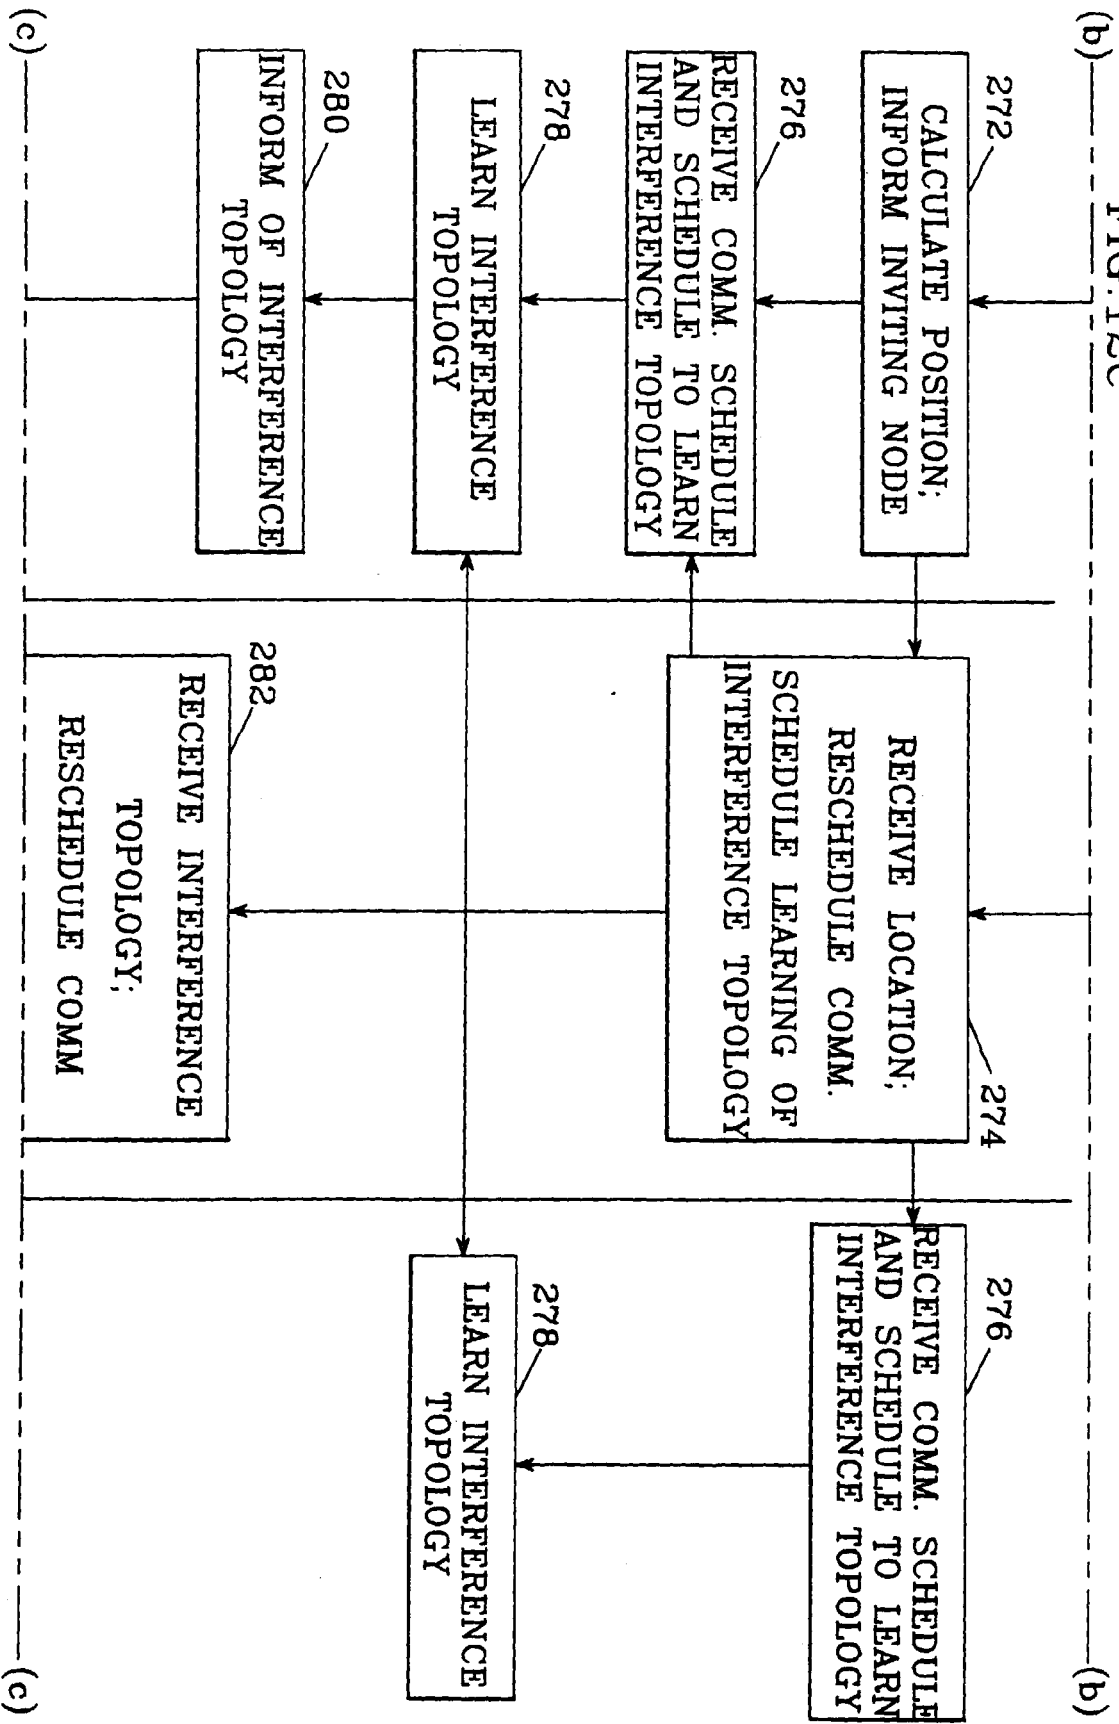 FIG. 12C
(b)
(b)
272
CALCULATE POSITION;
INFORM INVITING NODE
276
RECEIVE COMM. SCHEDULE
AND SCHEDULE TO LEARN
INTERFERENCE TOPOLOGY
278
LEARN INTERFERENCE
TOPOLOGY
280
INFORM OF INTERFERENCE
TOPOLOGY
274
RECEIVE LOCATION;
RESCHEDULE COMM.
SCHEDULE LEARNING OF
INTERFERENCE TOPOLOGY
282
RECEIVE INTERFERENCE
TOPOLOGY;
RESCHEDULE COMM
276
RECEIVE COMM. SCHEDULE
AND SCHEDULE TO LEARN
INTERFERENCE TOPOLOGY
278
LEARN INTERFERENCE
TOPOLOGY
(c)
(c)